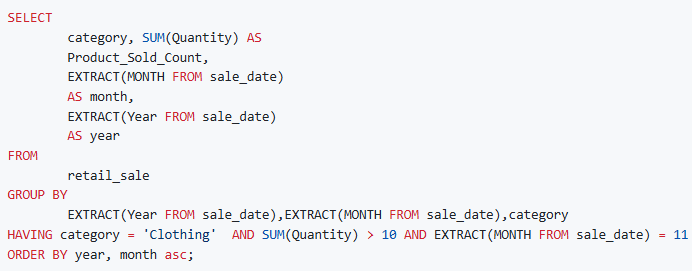 SELECT
category, SUM(Quantity) AS
Product_Sold_Count,
EXTRACT(MONTH FROM sale_date)
AS month,
EXTRACT(Year FROM sale_date)
AS year
FROM
retail_sale
GROUP BY
EXTRACT(Year FROM sale_date),EXTRACT(MONTH FROM sale_date),category
HAVING category = 'Clothing'  AND SUM(Quantity) > 10 AND EXTRACT(MONTH FROM sale_date) = 11
ORDER BY year, month asc;